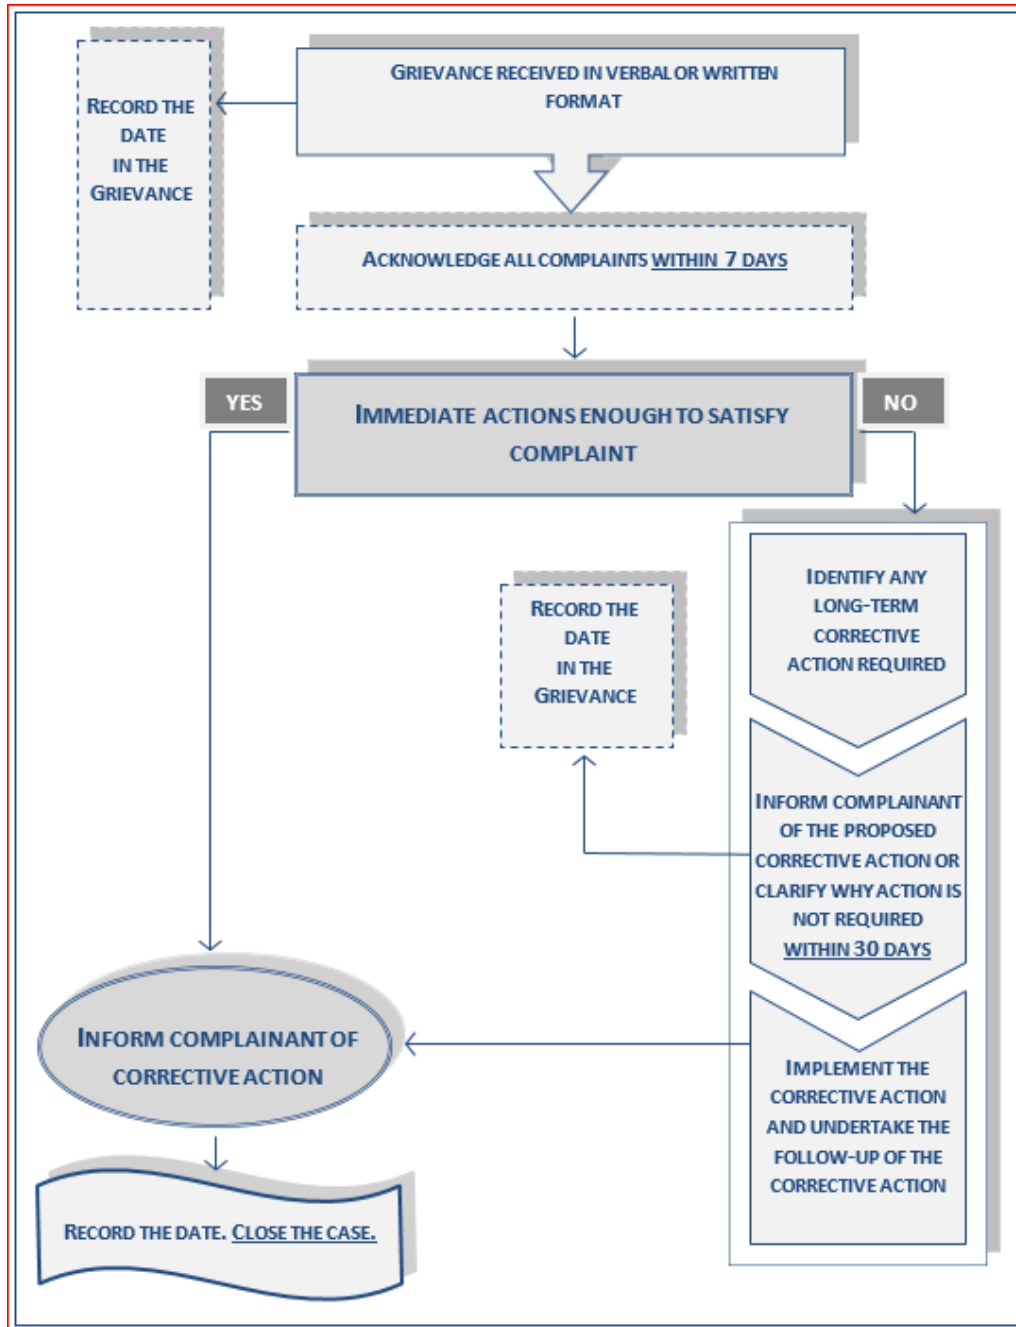 GRIEVANCE RECEIVED IN VERBAL OR WRITTEN
FORMAT
RECORD THE
DATE
IN THE
GRIEVANCE
ACKNOWLEDGE ALL COMPLAINTS WITHIN 7 DAYS
YES
IMMEDIATE ACTIONS ENOUGH TO SATISFY
COMPLAINT
NO
IDENTIFY ANY
LONG-TERM
CORRECTIVE
ACTION REQUIRED
RECORD THE
DATE
IN THE
GRIEVANCE
INFORM COMPLAINANT
OF THE PROPOSED
CORRECTIVE ACTION OR
CLARIFY WHY ACTION IS
NOT REQUIRED
WITHIN 30 DAYS
IMPLEMENT THE
CORRECTIVE ACTION
AND UNDERTAKE THE
FOLLOW-UP OF THE
CORRECTIVE ACTION
INFORM COMPLAINANT OF
CORRECTIVE ACTION
RECORD THE DATE. CLOSE THE CASE.